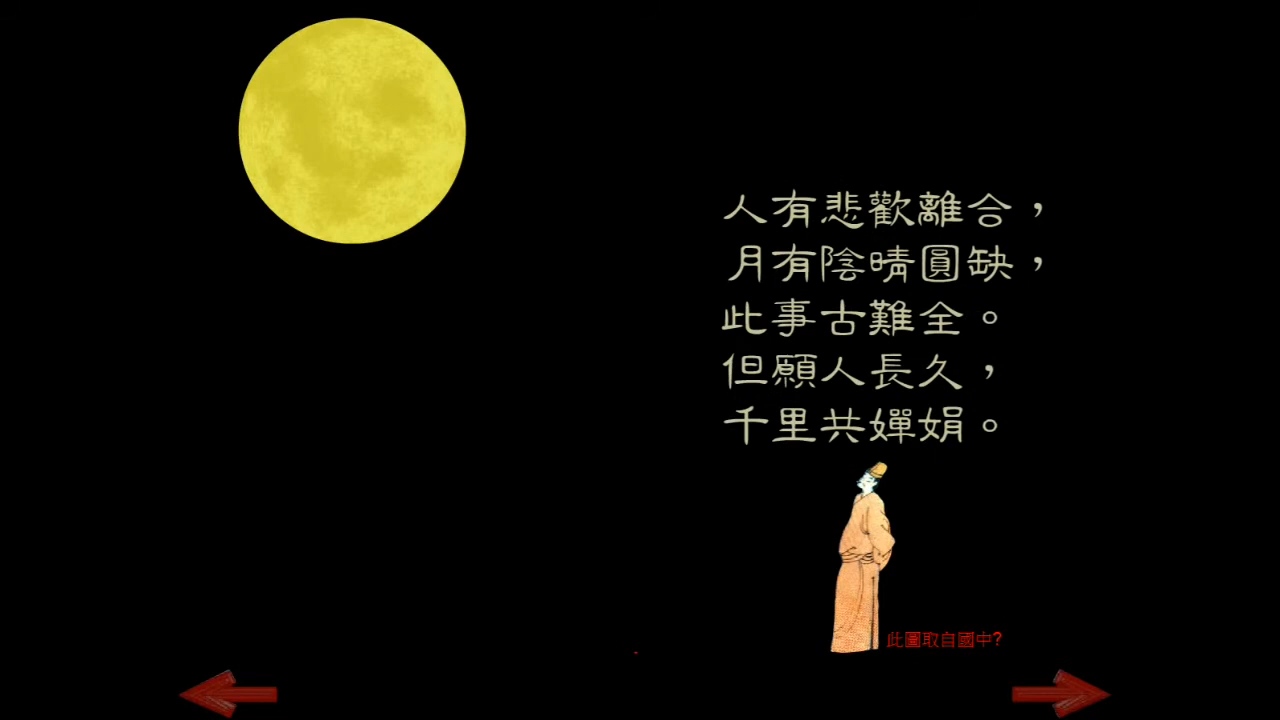 人有悲歡離合，
月有陰晴圓缺，
此事古難全。
但願人長久，
千里共嬋娟。
此圖取自國中?